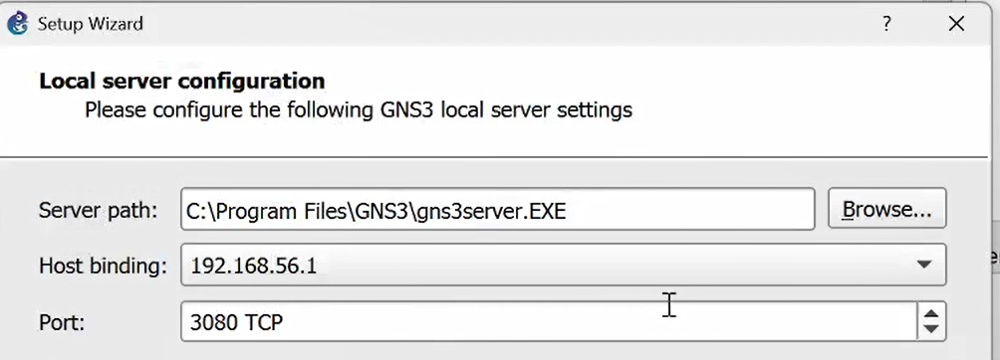 Setup Wizard
?
Local server configuration
Please configure the following GNS3 local server settings
Server path: C:\Program Files\GNS3\gns3server.EXE Browse...
Host binding: 192.168.56.1
Port: 3080 TCP